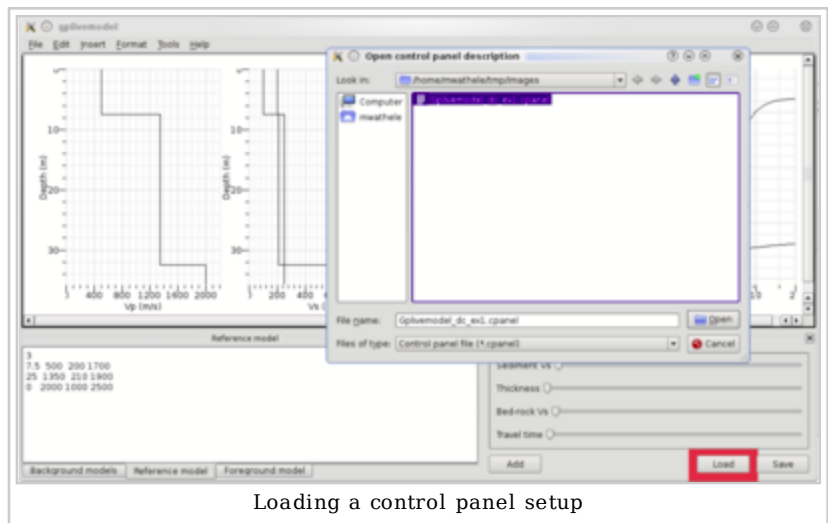 gplivemodel
File Edit Insert Format Tools Help
Open control panel description
Look in: /home/mwathele/tmp/images
Computer
mwathele
Depth (m)
10
20
30
400 800 1200 1600 2000
Vp (m/s)
Depth (m)
10
20
30
200 400
Vs
File name: Gplivemodel_dc_ex1.cpanel
Open
Files of type: Control panel file (*.cpanel)
Cancel
Reference model
3
7.5 500 200 1700
25 1350 210 1900
0 2000 1000 2500
Sediment Vs
Thickness
Bed-rock Vs
Travel time
Background models Reference model Foreground model
Add Load Save
Loading a control panel setup